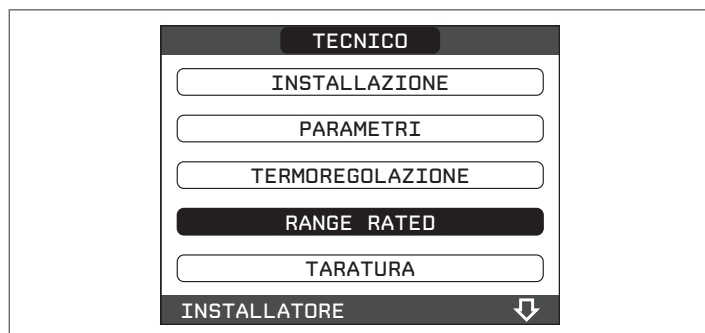 TECNICO
INSTALLAZIONE
PARAMETRI
TERMOREGOLAZIONE
RANGE RATED
TARATURA
INSTALLATORE